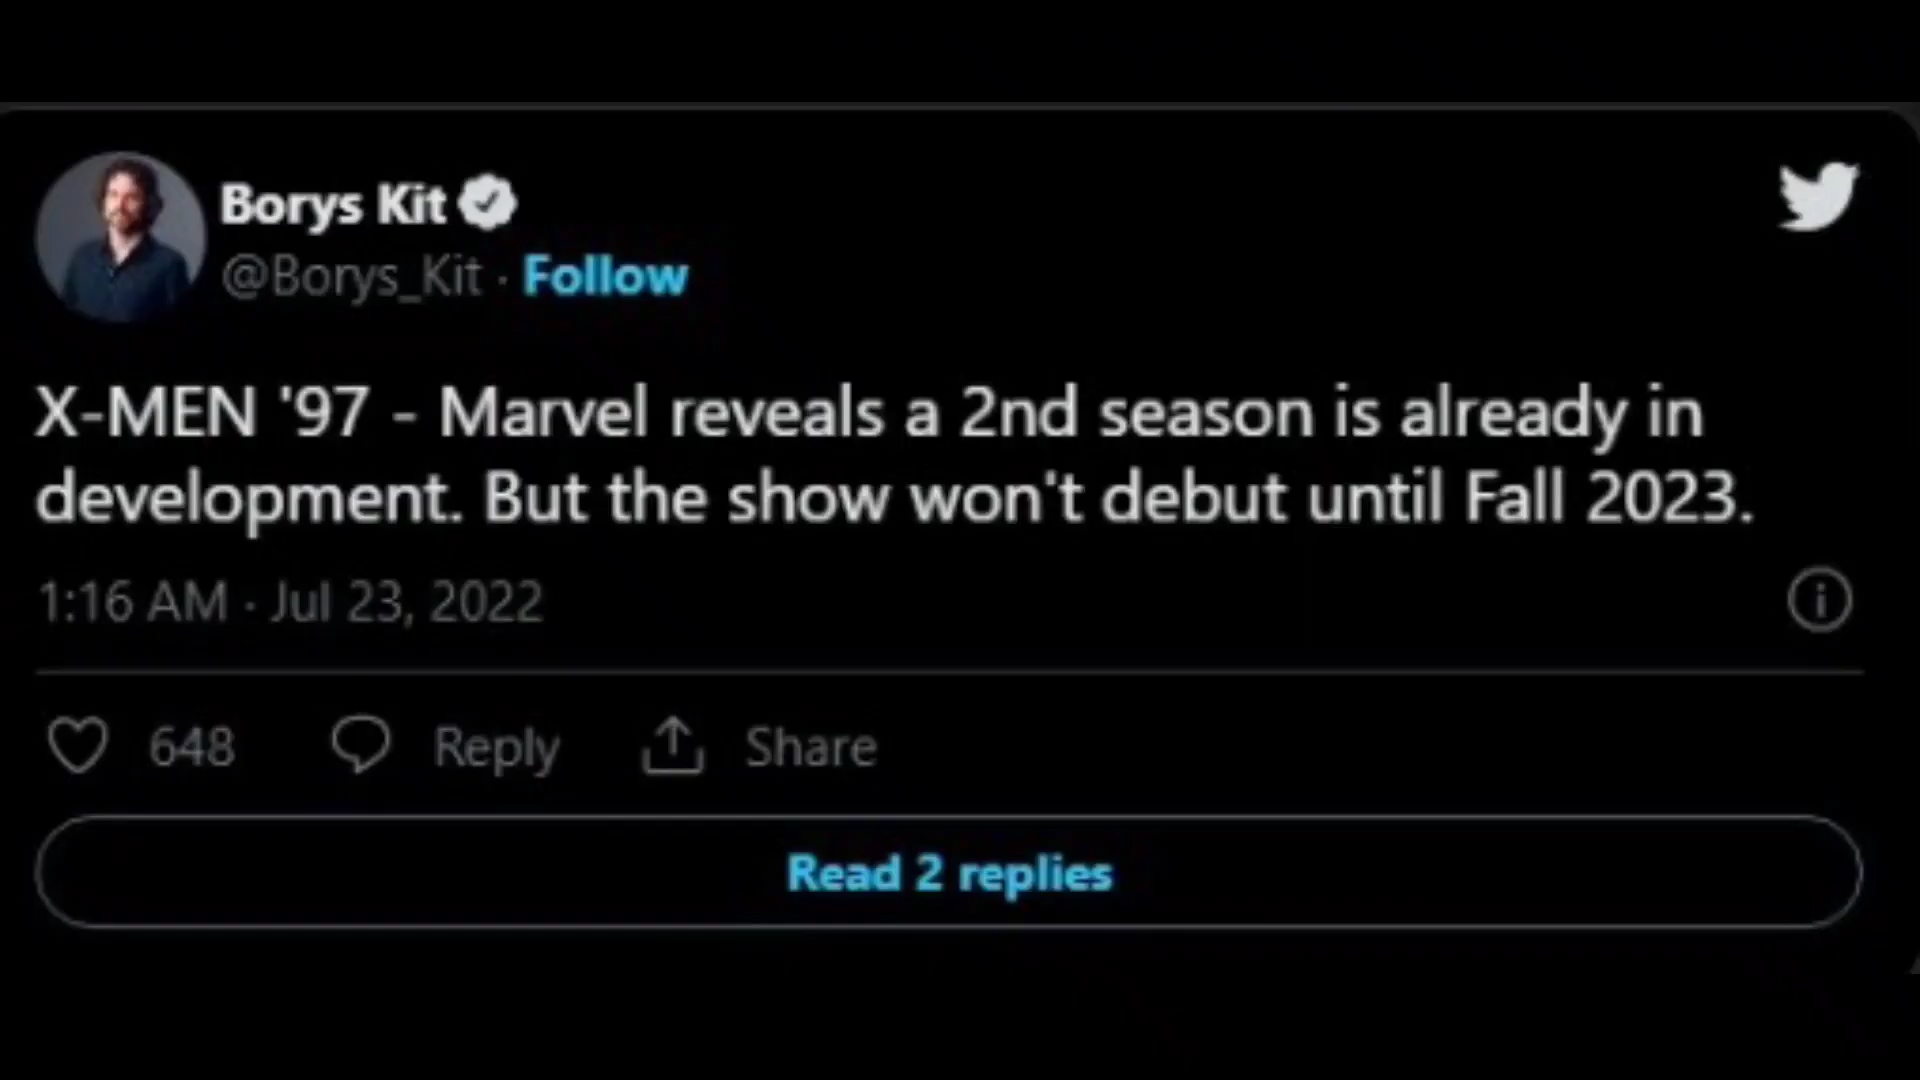 Borys Kit
@Borys_Kit · Follow
X-MEN '97 - Marvel reveals a 2nd season is already in
development. But the show won't debut until Fall 2023.
1:16 AM · Jul 23, 2022
648 Reply Share
Read 2 replies